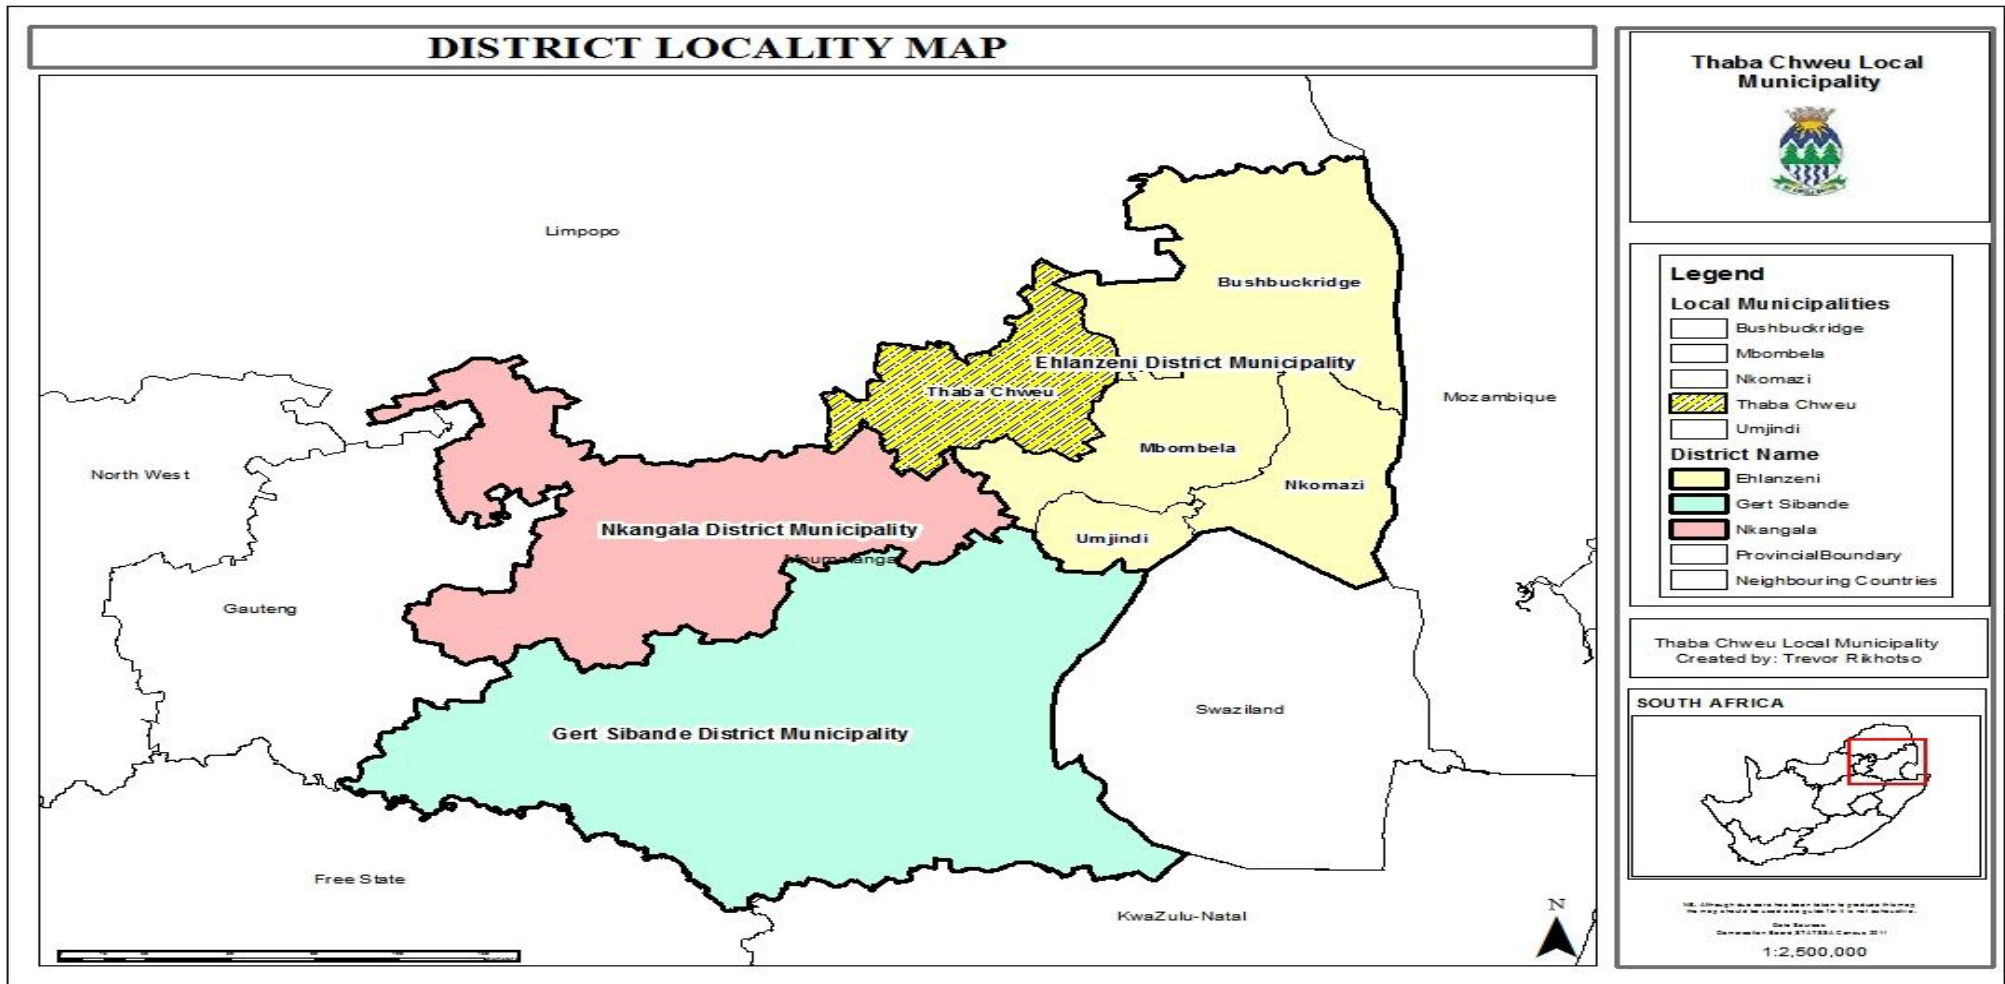 DISTRICT LOCALITY MAP
Limpopo
Bushbuckridge
Ehlanzeni District Municipality
Thaba Chweu
Mozambique
Mbombela
North West
Nkomazi
Nkangala District Municipality
Umjindi
Mpumalanga
Gauteng
Swaziland
Gert Sibande District Municipality
Free State
KwaZulu-Natal
N
Thaba Chweu Local
Municipality
Legend
Local Municipalities
Bushbuckridge
Mbombela
Nkomazi
Thaba Chweu
Umjindi
District Name
Ehlanzeni
Gert Sibande
Nkangala
ProvincialBoundary
Neighbouring Countries
Thaba Chweu Local Municipality
Created by: Trevor Rikhotso
SOUTH AFRICA
1:2,500,000